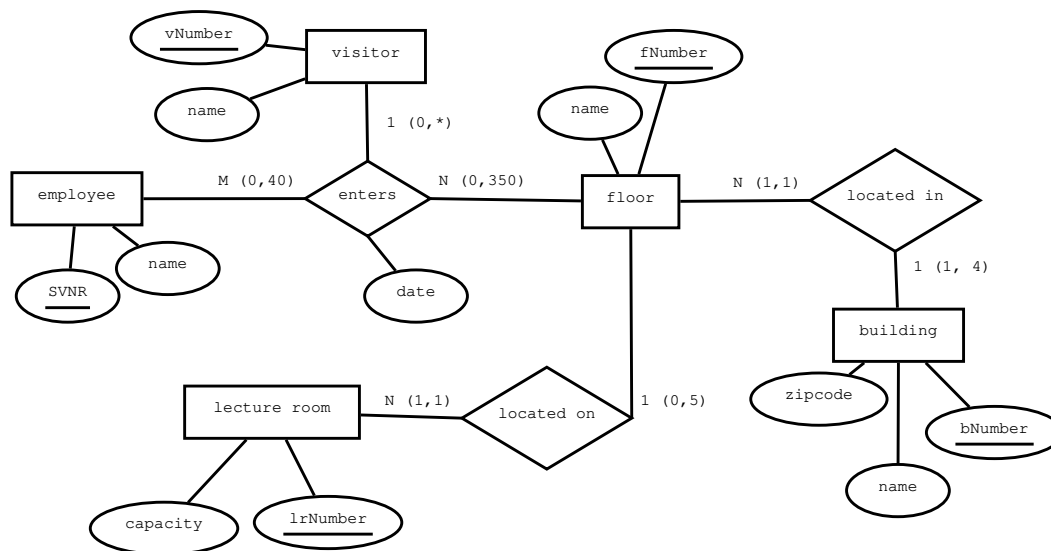 vNumber
visitor
fNumber
name
name
1 (0,*)
employee
M (0,40)
enters
N (0,350)
floor
N (1,1)
located in
name
SVNR
date
1 (1, 4)
building
zipcode
bNumber
name
lecture room
N (1,1)
located on
1 (0,5)
capacity
lrNumber